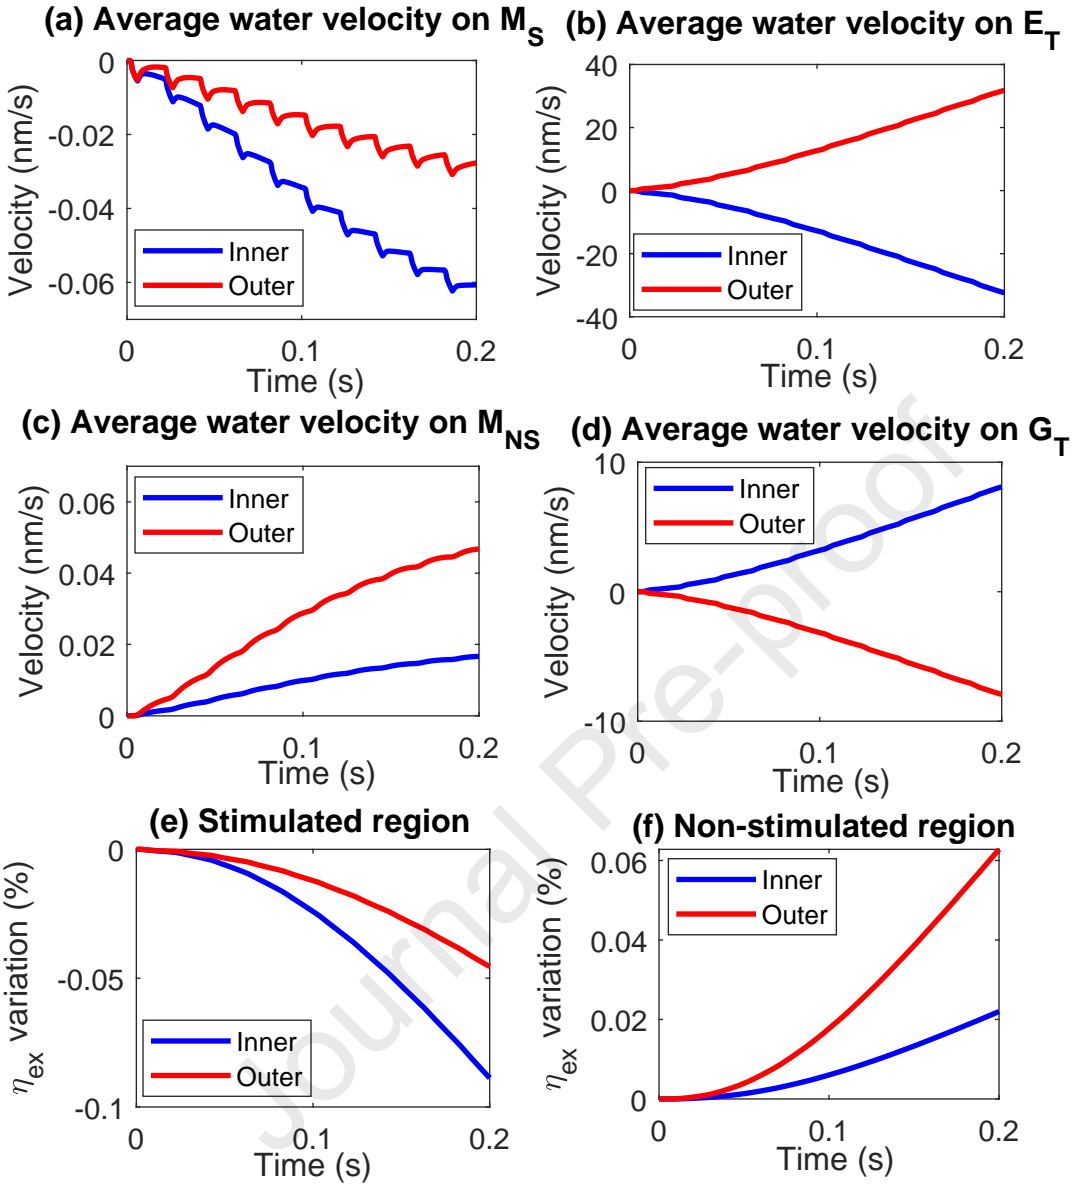 (a) Average water velocity on M_S
(b) Average water velocity on E_T
Velocity (nm/s)
0
-0.02
-0.04
-0.06
Inner
Outer
0
0.1
0.2
Time (s)
Velocity (nm/s)
40
20
0
-20
-40
Inner
Outer
0
0.1
0.2
Time (s)
(c) Average water velocity on M_NS
(d) Average water velocity on G_T
Velocity (nm/s)
0.06
0.04
0.02
0
Inner
Outer
0
0.1
0.2
Time (s)
Velocity (nm/s)
10
0
-10
Inner
Outer
0
0.1
0.2
Time (s)
(e) Stimulated region
(f) Non-stimulated region
η_ex variation (%)
0
-0.05
-0.1
Inner
Outer
0
0.1
0.2
Time (s)
η_ex variation (%)
0.06
0.04
0.02
0
Inner
Outer
0
0.1
0.2
Time (s)
Journal Pre-proof